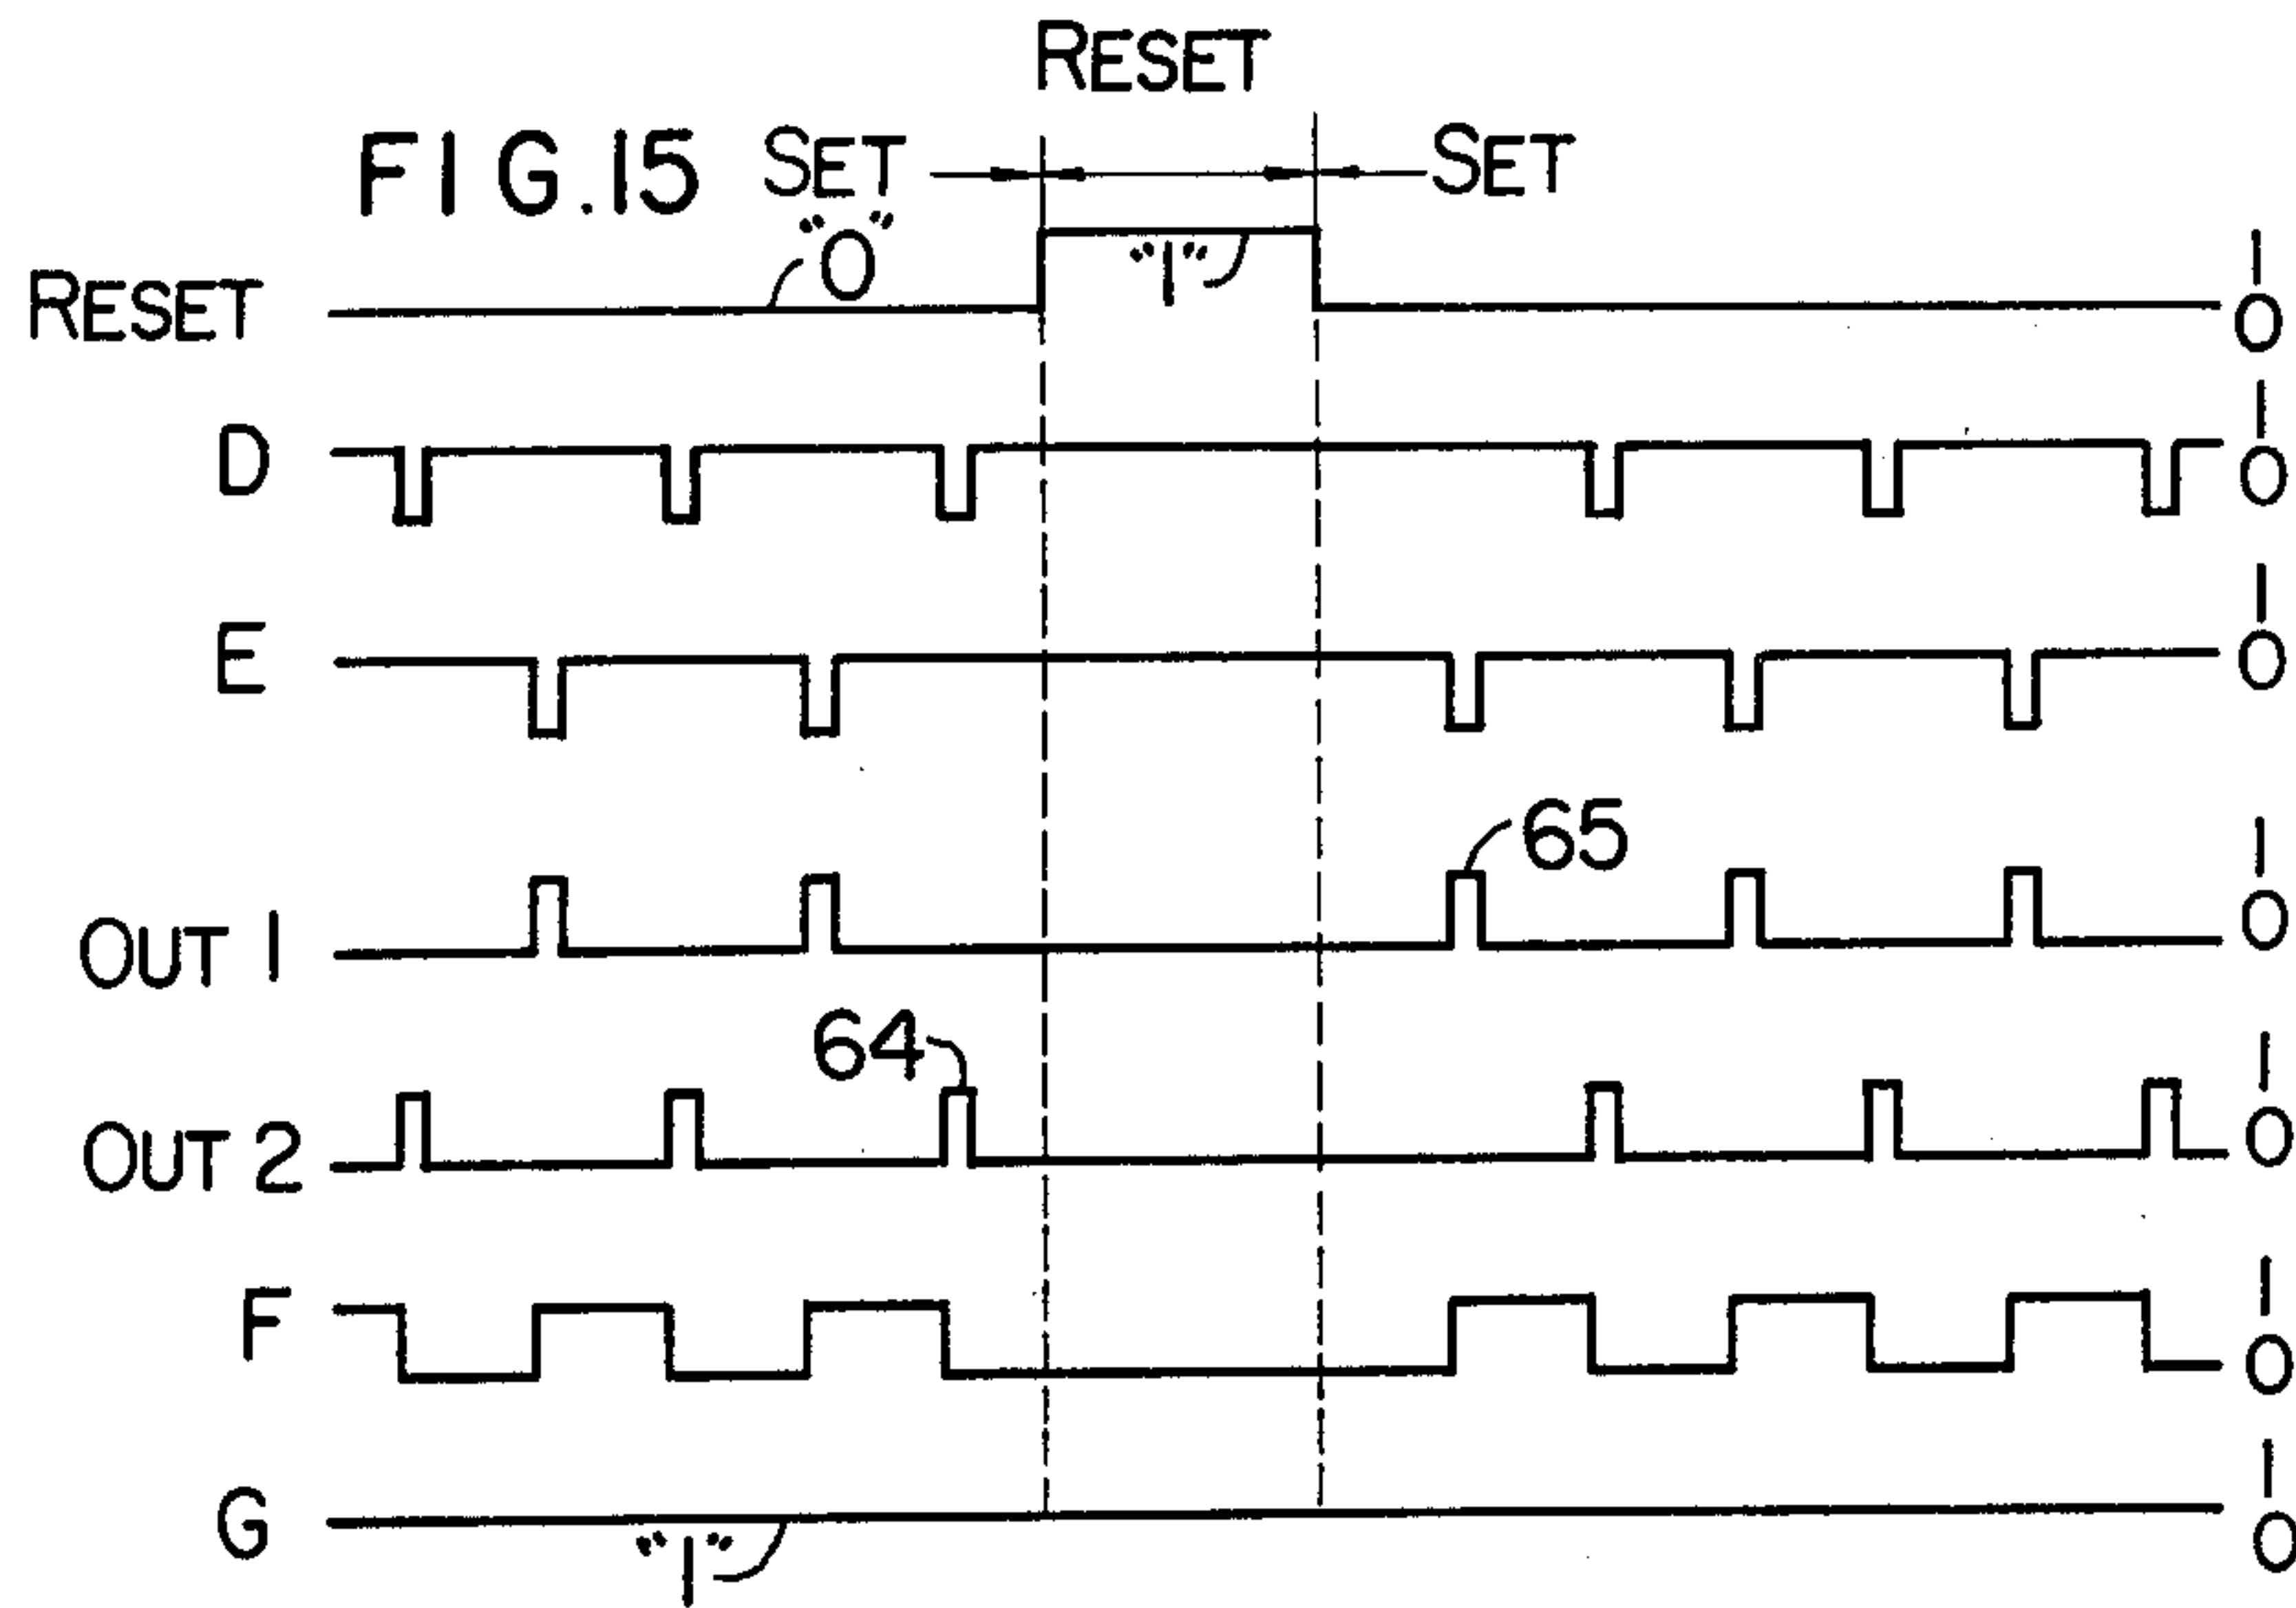 RESET
FIG.15 SET SET
"0"
"1"
RESET 1
0
D 1
0
E 1
0
65
OUT 1 1
0
64
OUT 2 1
0
F 1
0
G 1
0
"1"